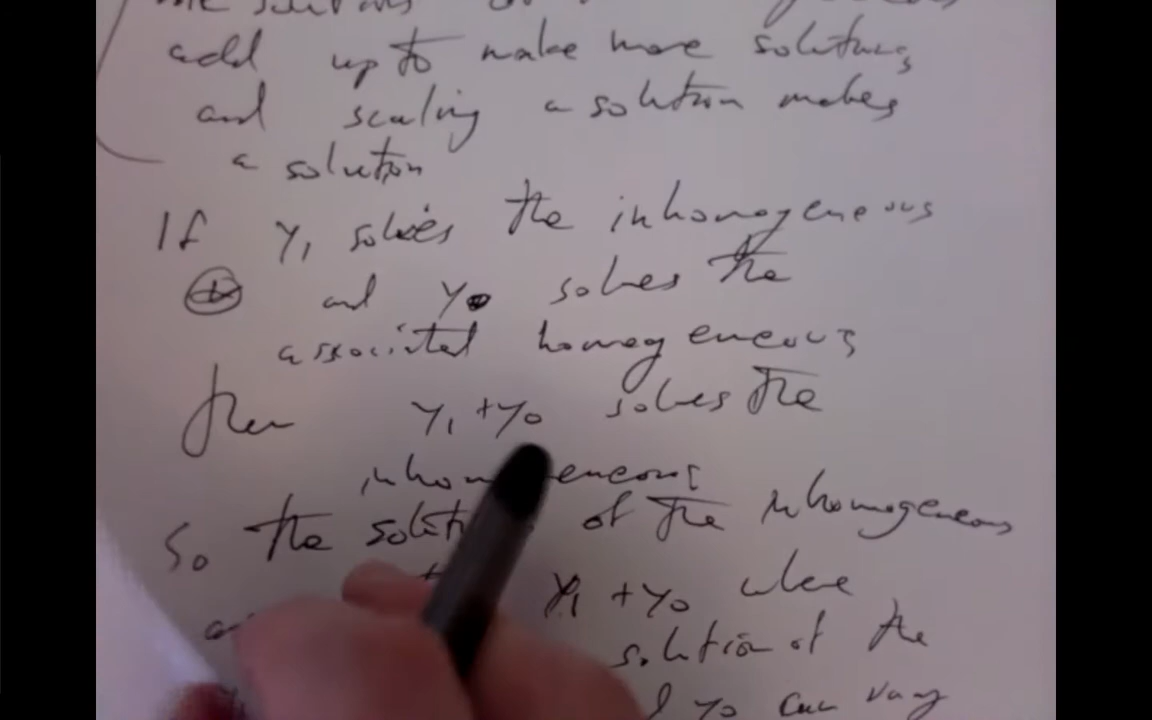 add up to make more solutions
and scaling a solution makes
a solution
If y₁ solves the inhomogeneous
and y₀ solves the
associated homogeneous
then y₁ + y₀ solves the
inhomogeneous
So the of the inhomogeneous
y₁ + y₀ where
solution of the
y₀ can vary